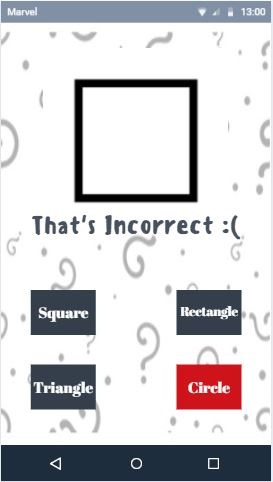 Marvel 13:00
That's Incorrect :(
Square Rectangle
Triangle Circle